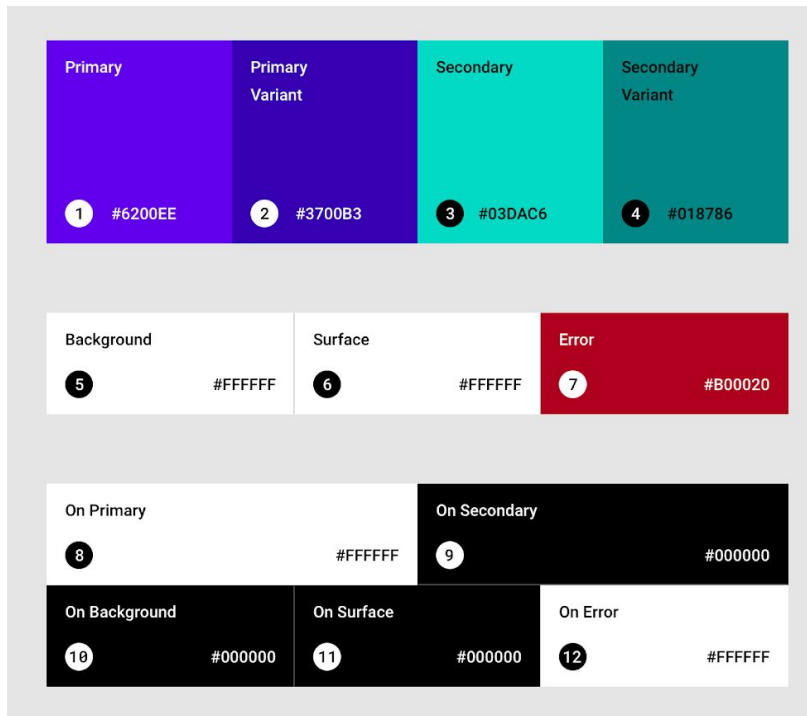 Primary
Primary
Variant
Secondary
Secondary
Variant
1 #6200EE
2 #3700B3
3 #03DAC6
4 #018786
Background
Surface
Error
5 #FFFFFF
6 #FFFFFF
7 #B00020
On Primary
On Secondary
8 #FFFFFF
9 #000000
On Background
On Surface
On Error
10 #000000
11 #000000
12 #FFFFFF